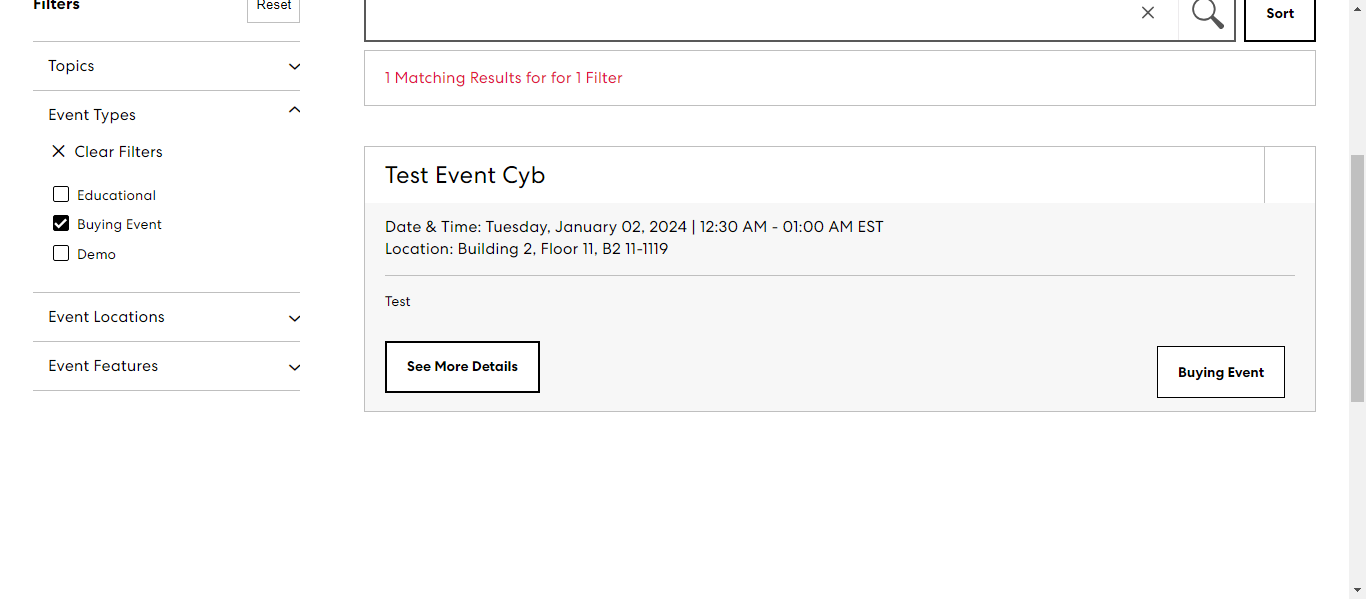 Filters
Reset
Topics
Event Types
Clear Filters
Educational
Buying Event
Demo
Event Locations
Event Features
Sort
1 Matching Results for for 1 Filter
Test Event Cyb
Date & Time: Tuesday, January 02, 2024 | 12:30 AM - 01:00 AM EST
Location: Building 2, Floor 11, B2 11-1119
Test
See More Details
Buying Event